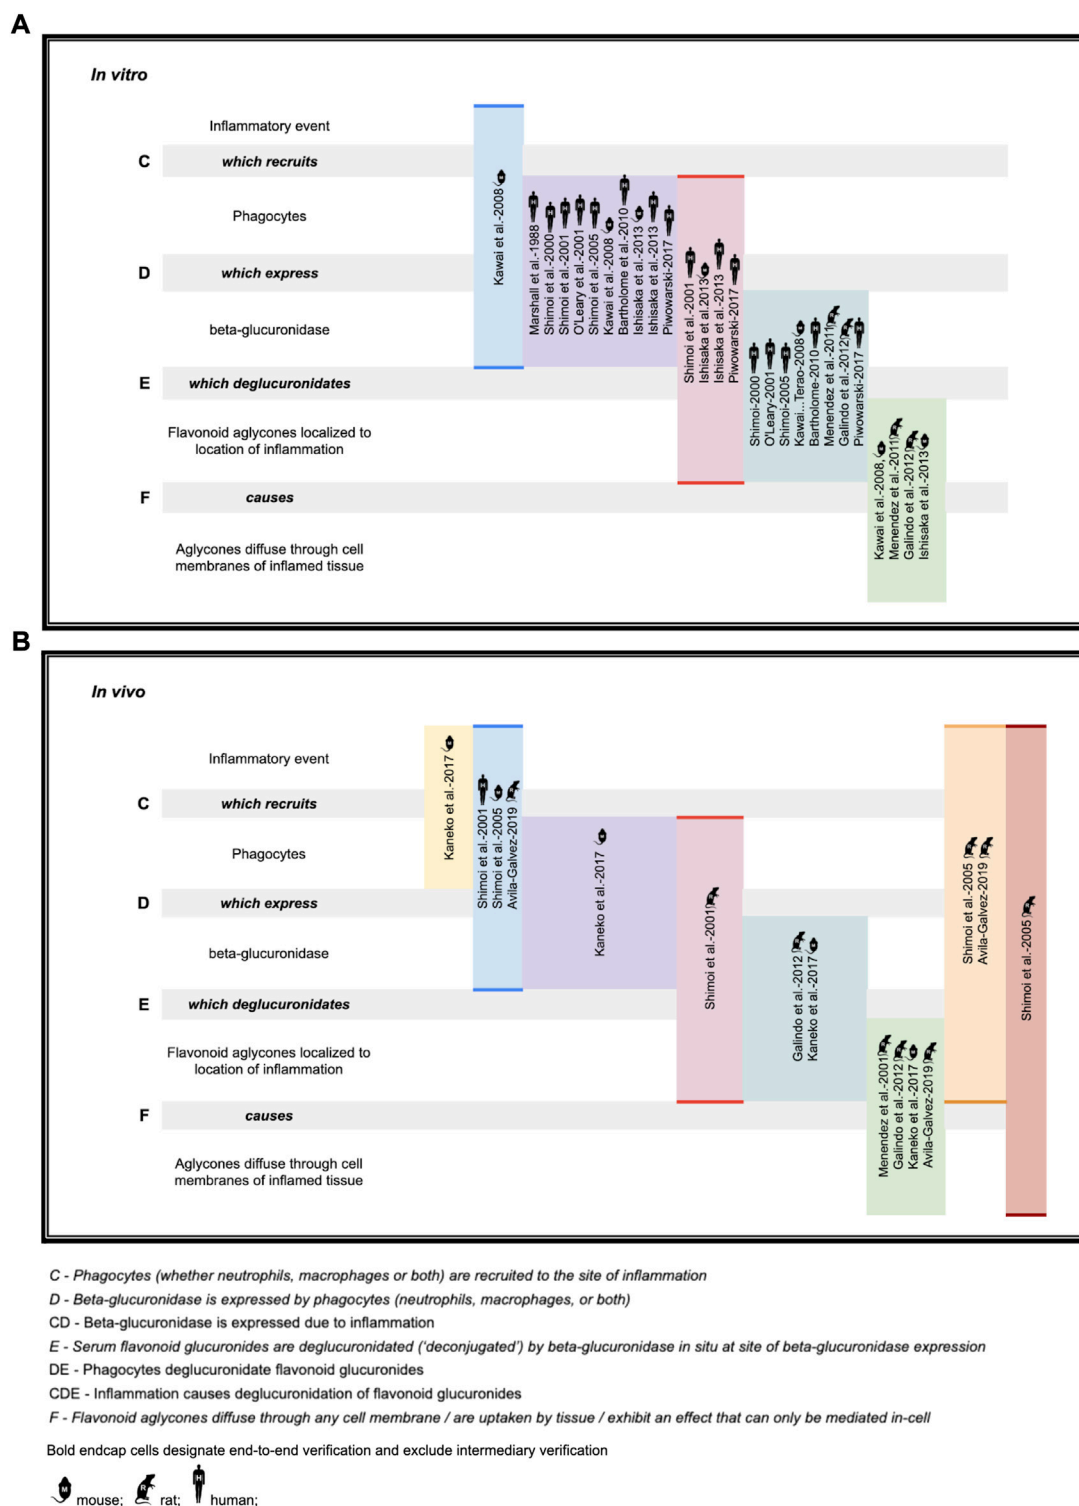 A
In vitro
Inflammatory event
C which recruits
Phagocytes
D which express
beta-glucuronidase
E which deglucuronidates
Flavonoid aglycones localized to
location of inflammation
F causes
Aglycones diffuse through cell
membranes of inflamed tissue
Kawai et al.-2008
Marshall et al.-1988
Shimoi et al.-2000
Shimoi et al.-2001
O'Leary et al.-2001
Shimoi et al.-2005
Kawai et al.-2008
Bartholome et al.-2010
Ishisaka et al.-2013
Ishisaka et al.-2013
Piwowarski-2017
Shimoi et al.-2001
Ishisaka et al.2013
Ishisaka et al.-2013
Piwowarski-2017
Shimoi-2000
O'Leary-2001
Shimoi-2005
Kawai...Terao-2008
Bartholome-2010
Menendez et al.-2011
Galindo et al.-2012
Piwowarski-2017
Kawai et al.-2008,
Menendez et al.-2011
Galindo et al.-2012
Ishisaka et al.-2013
B
In vivo
Inflammatory event
C which recruits
Phagocytes
D which express
beta-glucuronidase
E which deglucuronidates
Flavonoid aglycones localized to
location of inflammation
F causes
Aglycones diffuse through cell
membranes of inflamed tissue
Kaneko et al.-2017
Shimoi et al.-2001
Shimoi et al.-2005
Avila-Galvez-2019
Kaneko et al.-2017
Shimoi et al.-2001
Galindo et al.-2012
Kaneko et al.-2017
Menendez et al.-2001
Galindo et al.-2012
Kaneko et al.-2017
Avila-Galvez-2019
Shimoi et al.-2005
Avila-Galvez-2019
Shimoi et al.-2005
C - Phagocytes (whether neutrophils, macrophages or both) are recruited to the site of inflammation
D - Beta-glucuronidase is expressed by phagocytes (neutrophils, macrophages, or both)
CD - Beta-glucuronidase is expressed due to inflammation
E - Serum flavonoid glucuronides are deglucuronidated ('deconjugated') by beta-glucuronidase in situ at site of beta-glucuronidase expression
DE - Phagocytes deglucuronidate flavonoid glucuronides
CDE - Inflammation causes deglucuronidation of flavonoid glucuronides
F - Flavonoid aglycones diffuse through any cell membrane / are uptaken by tissue / exhibit an effect that can only be mediated in-cell
Bold endcap cells designate end-to-end verification and exclude intermediary verification
M mouse; R rat; H human;